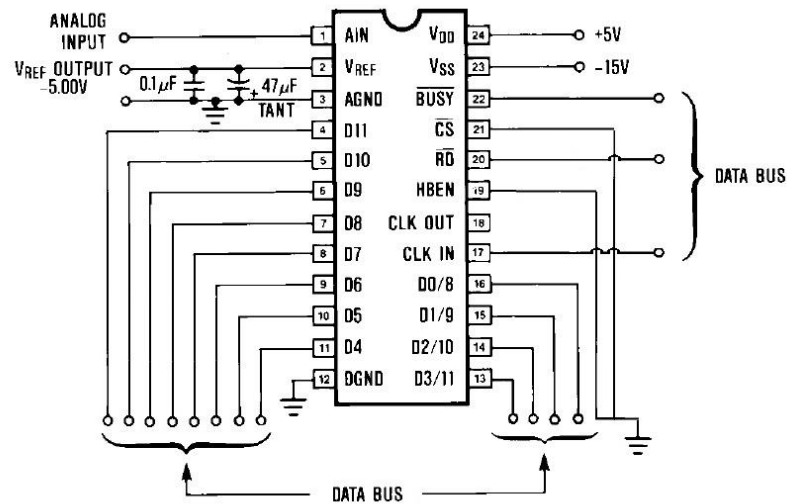 ANALOG
INPUT
VREF OUTPUT
−5.00V
0.1μF
+ 47μF
TANT
1 AIN
2 VREF
3 AGND
4 D11
5 D10
6 D9
7 D8
8 D7
9 D6
10 D5
11 D4
12 DGND
VDD 24 +5V
VSS 23 −15V
BUSY 22
CS 21
RD 20
HBEN 19
CLK OUT 18
CLK IN 17
D0/8 16
D1/9 15
D2/10 14
D3/11 13
DATA BUS
DATA BUS